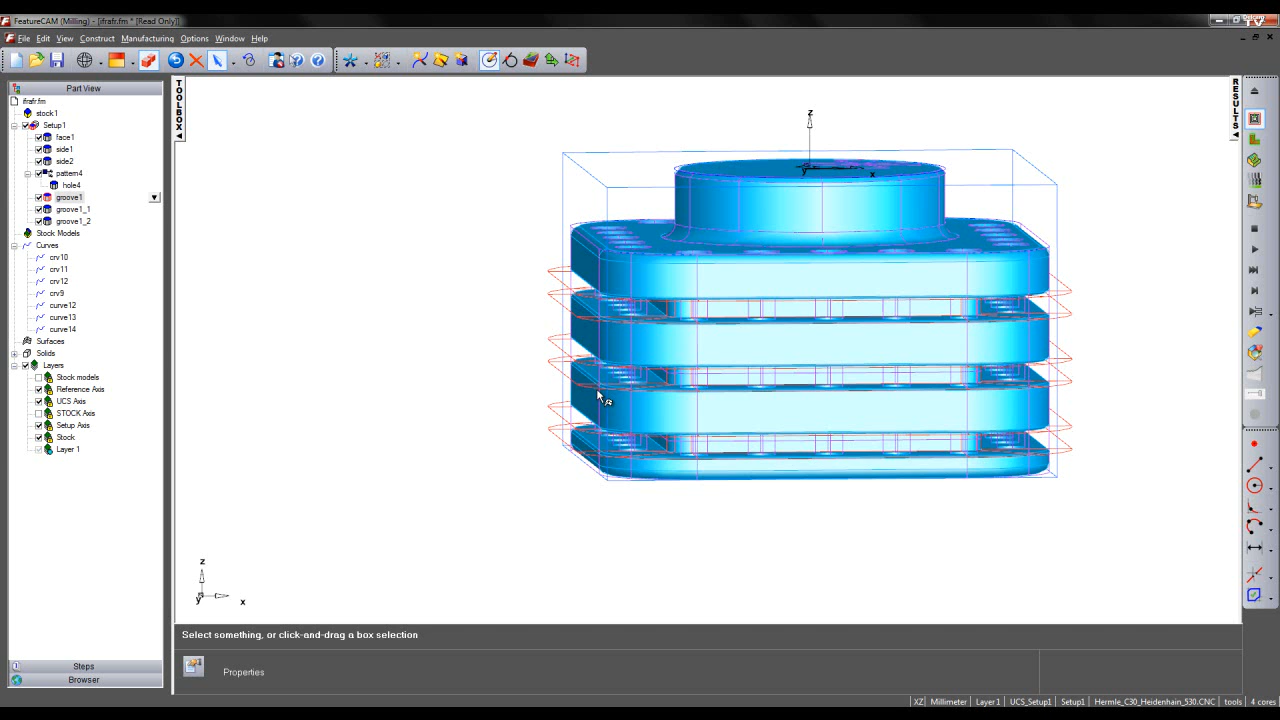 FeatureCAM (Milling) - [ifrafr.fm * [Read Only]]
TV
File Edit View Construct Manufacturing Options Window Help
Part View
ifrafr.fm
stock1
Setup1
face1
side1
side2
pattern4
hole4
groove1
groove1_1
groove1_2
Stock Models
Curves
crv10
crv11
crv12
crv9
curve12
curve13
curve14
Surfaces
Solids
Layers
Stock models
Reference Axis
UCS Axis
STOCK Axis
Setup Axis
Stock
Layer 1
Steps
Browser
TOOLBOX
RESULTS
z
y
x
z
y
x
Select something, or click-and-drag a box selection
Properties
XZ Millimeter Layer 1 UCS_Setup1 Setup1 Hermle_C30_Heidenhain_530.CNC tools 4 cores